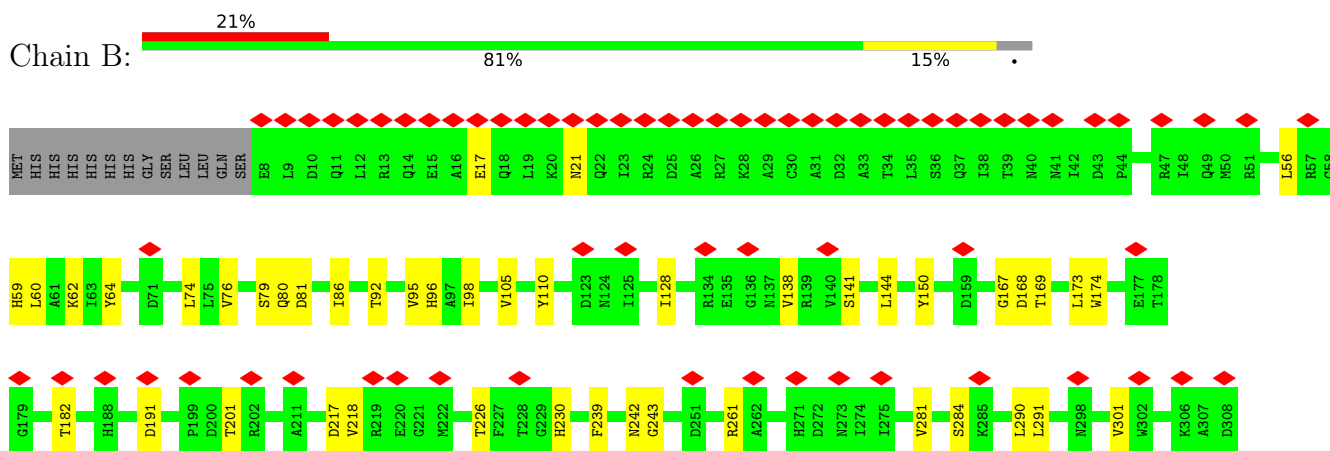 21%
Chain B:
81% 15% •
MET HIS HIS HIS HIS HIS HIS GLY SER LEU LEU GLN SER E8 L9 D10 Q11 L12 R13 Q14 E15 A16 E17 Q18 L19 K20 N21 Q22 I23 R24 D25 A26 R27 K28 A29 C30 A31 D32 A33 T34 L35 S36 Q37 I38 T39 N40 N41 I42 D43 P44 R47 I48 Q49 M50 R51 L56 R57 G58
H59 L60 A61 K62 I63 Y64 D71 L74 L75 V76 S79 Q80 D81 I86 T92 V95 H96 A97 I98 V105 Y110 D123 N124 I125 I128 R134 E135 G136 N137 V138 R139 V140 S141 L144 Y150 D159 G167 D168 T169 L173 W174 E177 T178
G179 T182 H188 D191 P199 D200 T201 R202 A211 D217 V218 R219 E220 G221 M222 T226 F227 T228 G229 H230 F239 N242 G243 D251 R261 A262 H271 D272 N273 I274 I275 V281 S284 K285 L290 L291 N298 V301 W302 K306 A307 D308